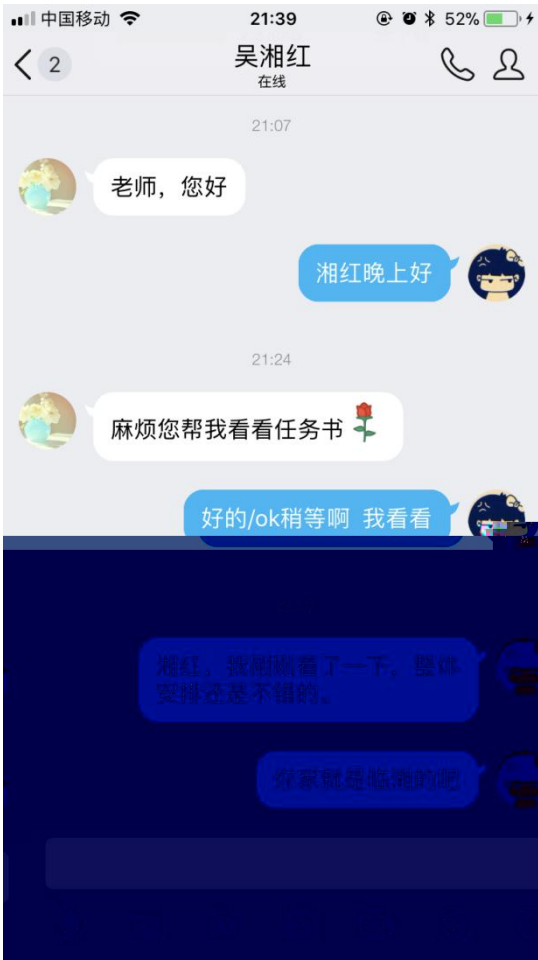 中国移动 21:39 52%
2 吴湘红
在线
21:07
老师，您好
湘红晚上好
21:24
麻烦您帮我看看任务书
好的/ok稍等啊 我看看
湘红，我刚刚看了一下，整体
安排还是不错的。